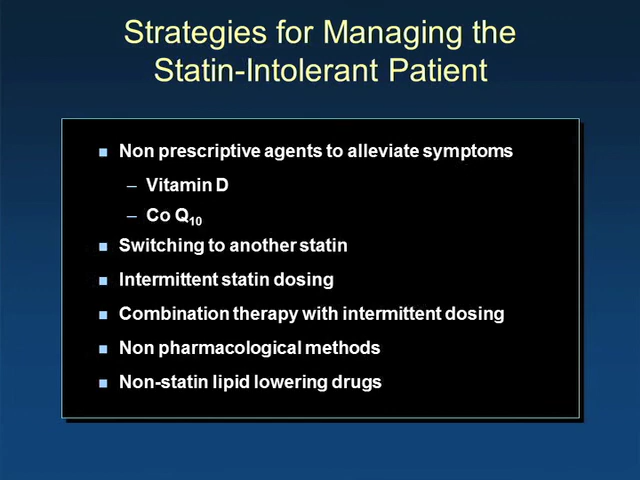 Strategies for Managing the
Statin-Intolerant Patient
Non prescriptive agents to alleviate symptoms
– Vitamin D
– Co Q10
Switching to another statin
Intermittent statin dosing
Combination therapy with intermittent dosing
Non pharmacological methods
Non-statin lipid lowering drugs